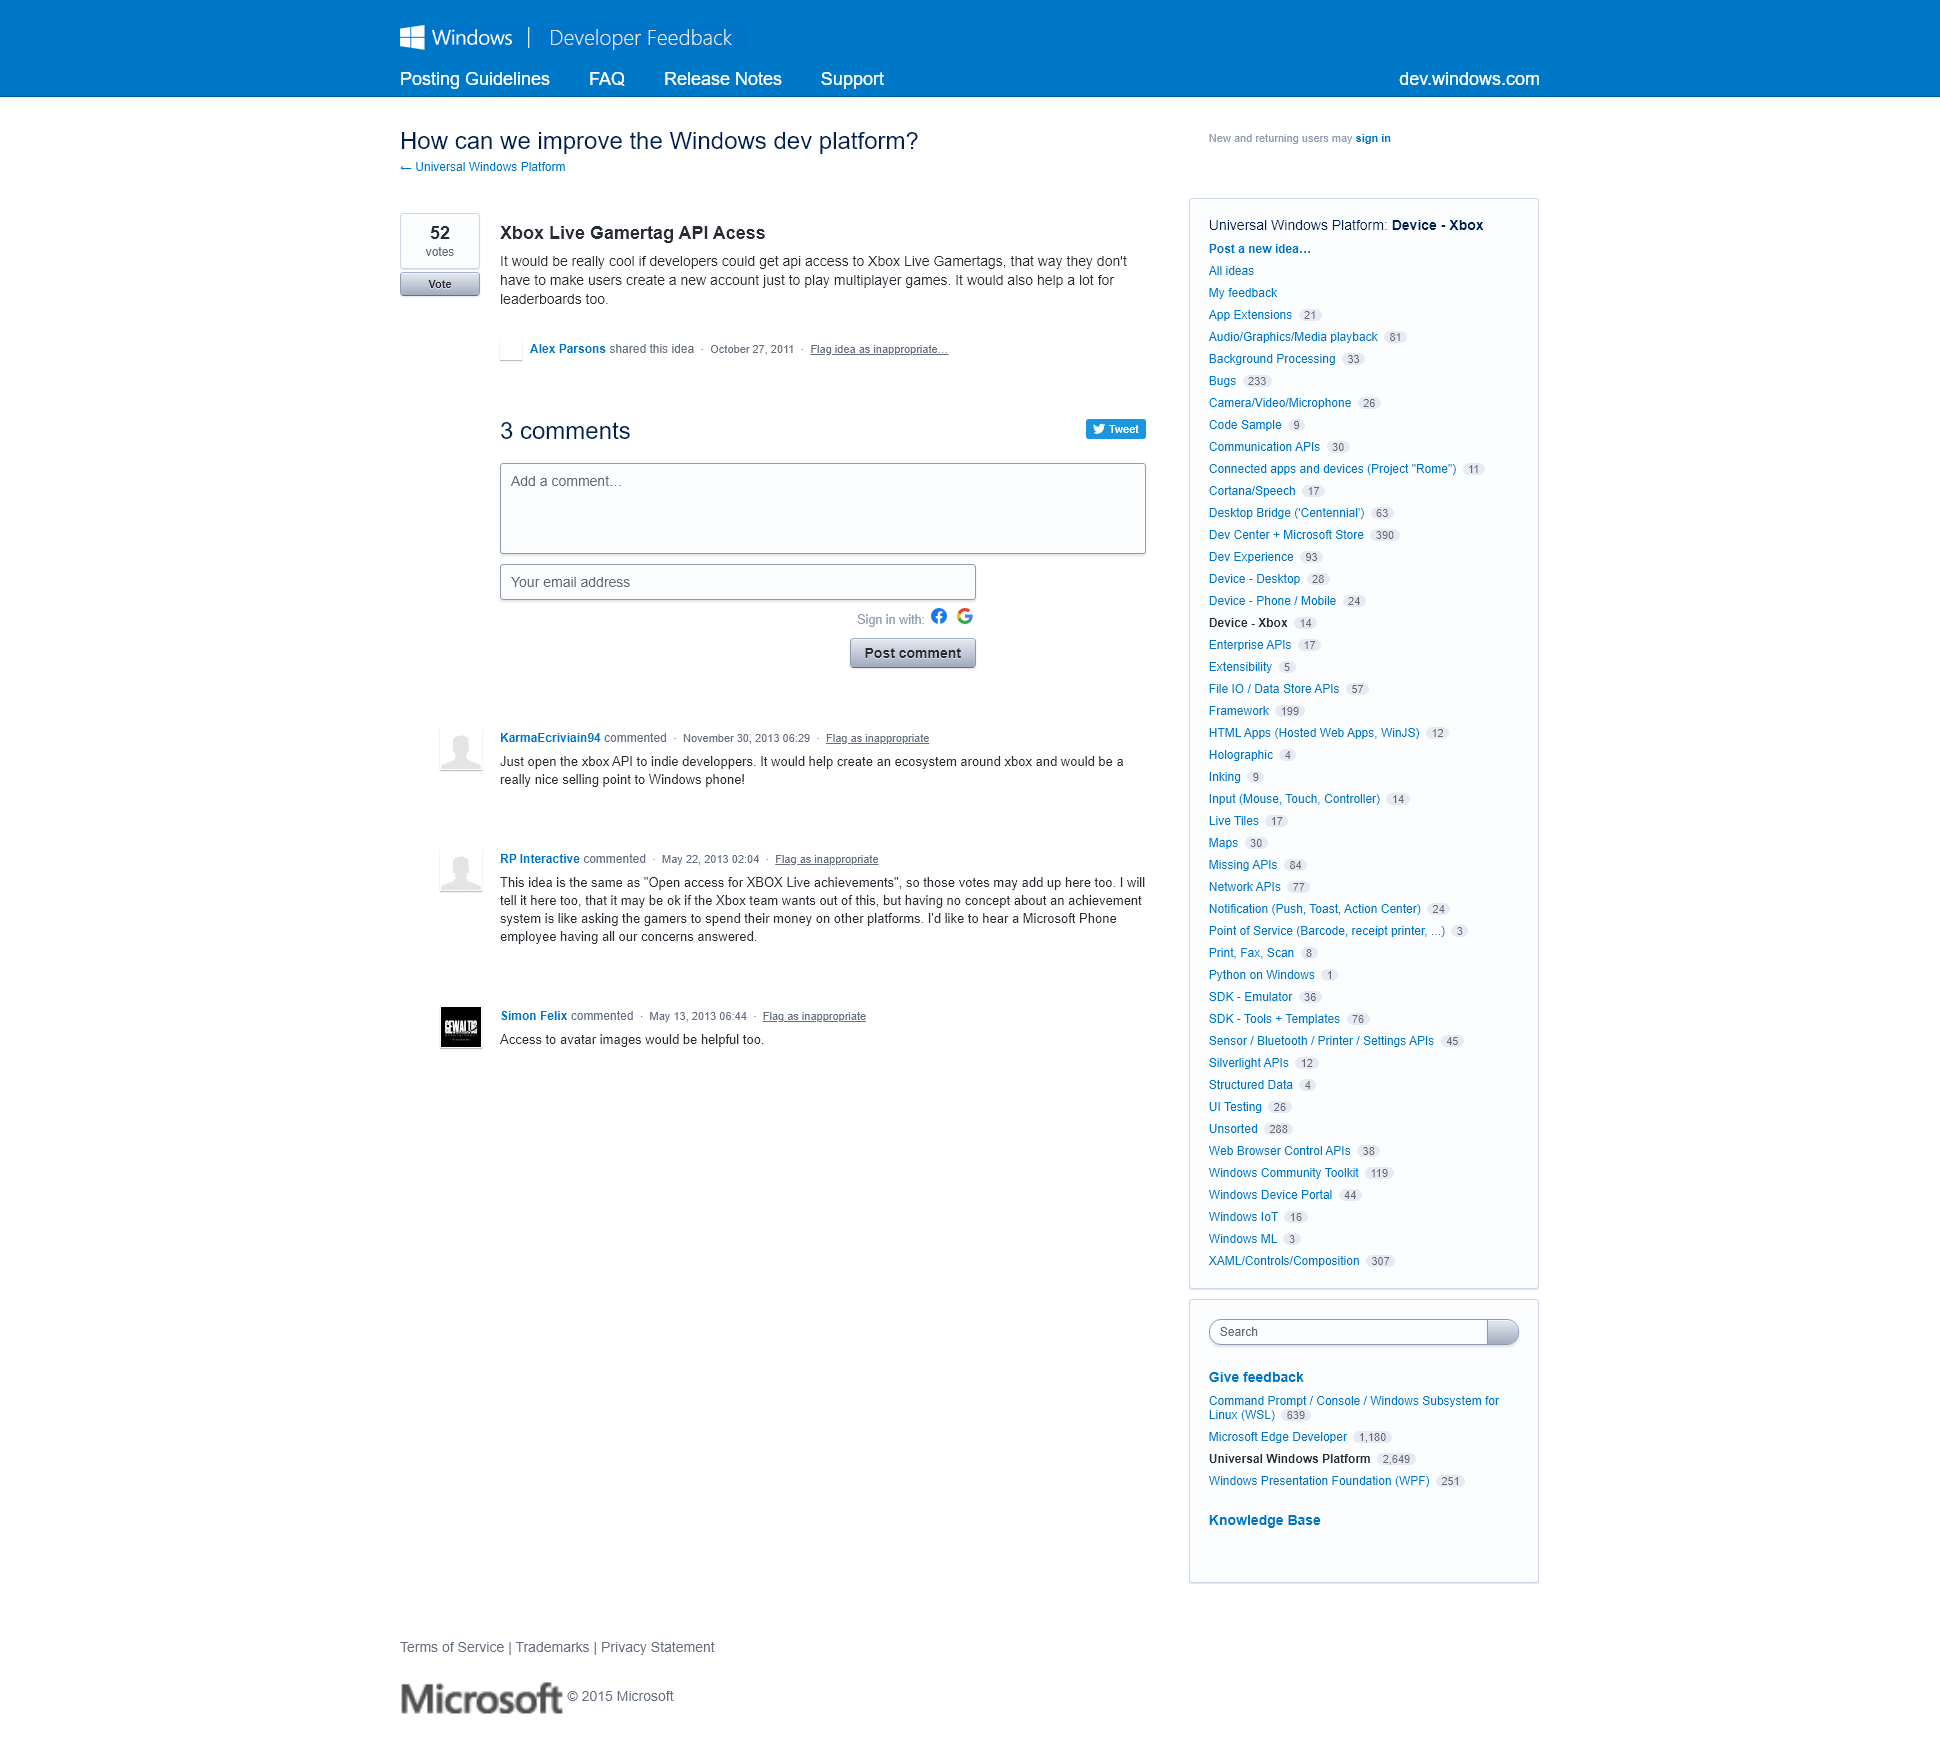 Windows | Developer Feedback
Posting Guidelines FAQ Release Notes Support dev.windows.com
How can we improve the Windows dev platform?
← Universal Windows Platform
New and returning users may sign in
52
votes
Vote
Xbox Live Gamertag API Acess
It would be really cool if developers could get api access to Xbox Live Gamertags, that way they don't
have to make users create a new account just to play multiplayer games. It would also help a lot for
leaderboards too.
Alex Parsons shared this idea · October 27, 2011 · Flag idea as inappropriate…
3 comments
Tweet
Add a comment…
Your email address
Sign in with:
Post comment
KarmaEcriviain94 commented · November 30, 2013 06:29 · Flag as inappropriate
Just open the xbox API to indie developpers. It would help create an ecosystem around xbox and would be a
really nice selling point to Windows phone!
RP Interactive commented · May 22, 2013 02:04 · Flag as inappropriate
This idea is the same as "Open access for XBOX Live achievements", so those votes may add up here too. I will
tell it here too, that it may be ok if the Xbox team wants out of this, but having no concept about an achievement
system is like asking the gamers to spend their money on other platforms. I'd like to hear a Microsoft Phone
employee having all our concerns answered.
GEWALTIG
Simon Felix commented · May 13, 2013 06:44 · Flag as inappropriate
Access to avatar images would be helpful too.
Universal Windows Platform: Device - Xbox
Post a new idea…
All ideas
My feedback
App Extensions 21
Audio/Graphics/Media playback 81
Background Processing 33
Bugs 233
Camera/Video/Microphone 26
Code Sample 9
Communication APIs 30
Connected apps and devices (Project "Rome") 11
Cortana/Speech 17
Desktop Bridge ('Centennial') 63
Dev Center + Microsoft Store 390
Dev Experience 93
Device - Desktop 28
Device - Phone / Mobile 24
Device - Xbox 14
Enterprise APIs 17
Extensibility 5
File IO / Data Store APIs 57
Framework 199
HTML Apps (Hosted Web Apps, WinJS) 12
Holographic 4
Inking 9
Input (Mouse, Touch, Controller) 14
Live Tiles 17
Maps 30
Missing APIs 84
Network APIs 77
Notification (Push, Toast, Action Center) 24
Point of Service (Barcode, receipt printer, ...) 3
Print, Fax, Scan 8
Python on Windows 1
SDK - Emulator 36
SDK - Tools + Templates 76
Sensor / Bluetooth / Printer / Settings APIs 45
Silverlight APIs 12
Structured Data 4
UI Testing 26
Unsorted 288
Web Browser Control APIs 38
Windows Community Toolkit 119
Windows Device Portal 44
Windows IoT 16
Windows ML 3
XAML/Controls/Composition 307
Search
Give feedback
Command Prompt / Console / Windows Subsystem for
Linux (WSL) 639
Microsoft Edge Developer 1,180
Universal Windows Platform 2,649
Windows Presentation Foundation (WPF) 251
Knowledge Base
Terms of Service | Trademarks | Privacy Statement
Microsoft © 2015 Microsoft